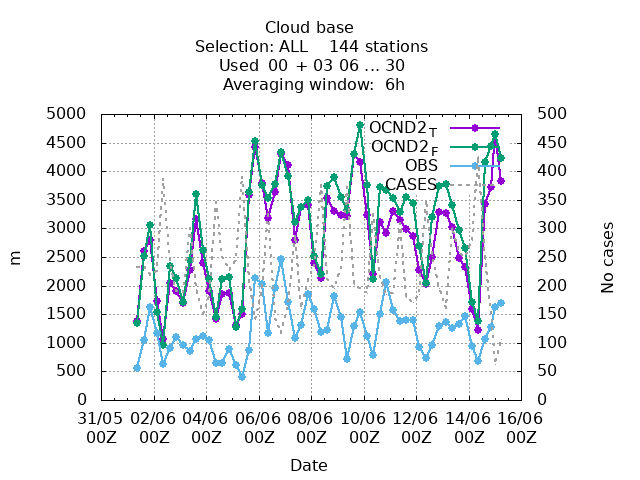 Cloud base
Selection: ALL 144 stations
Used 00 + 03 06 ... 30
Averaging window: 6h
5000 500
4500 450
4000 400
3500 350
3000 300
2500 250
2000 200
1500 150
1000 100
500 50
0 0
OCND2 T
OCND2 F
OBS
CASES
m
No cases
31/05 02/06 04/06 06/06 08/06 10/06 12/06 14/06 16/06
00Z 00Z 00Z 00Z 00Z 00Z 00Z 00Z 00Z
Date